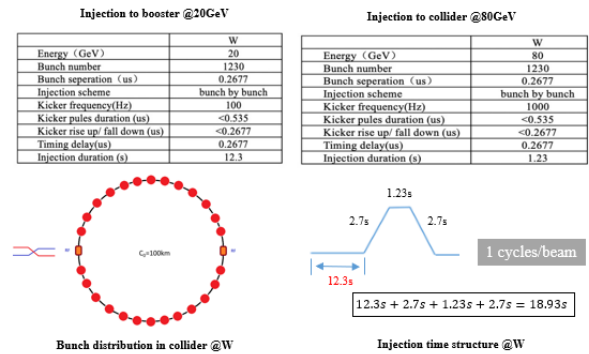 Injection to booster @20GeV
W
Energy (GeV) 20
Bunch number 1230
Bunch seperation (us) 0.2677
Injection scheme bunch by bunch
Kicker frequency(Hz) 100
Kicker pules duration (us) <0.535
Kicker rise up/ fall down (us) <0.2677
Timing delay(us) 0.2677
Injection duration (s) 12.3
Injection to collider @80GeV
W
Energy (GeV) 80
Bunch number 1230
Bunch seperation (us) 0.2677
Injection scheme bunch by bunch
Kicker frequency(Hz) 1000
Kicker pules duration (us) <0.535
Kicker rise up/ fall down (us) <0.2677
Timing delay(us) 0.2677
Injection duration (s) 1.23
C₀=100km
Bunch distribution in collider @W
1.23s
2.7s 2.7s
12.3s
1 cycles/beam
12.3s + 2.7s + 1.23s + 2.7s = 18.93s
Injection time structure @W